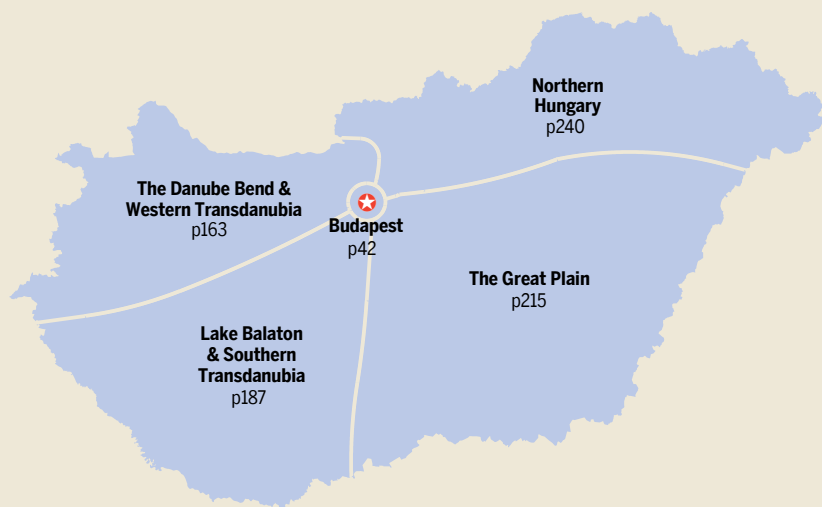 Northern
Hungary
p240
The Danube Bend &
Western Transdanubia
p163
Budapest
p42
The Great Plain
p215
Lake Balaton
& Southern
Transdanubia
p187